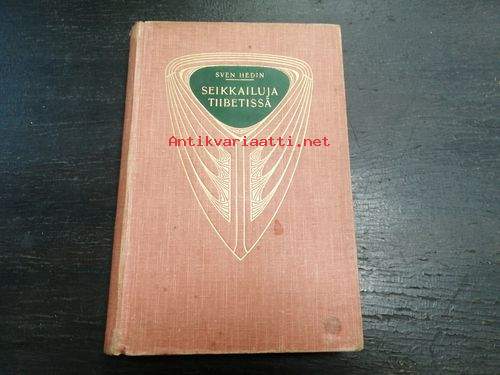 SVEN HEDIN
SEIKKAILUJA
TIIBETISSÄ
Antikvariaatti.net